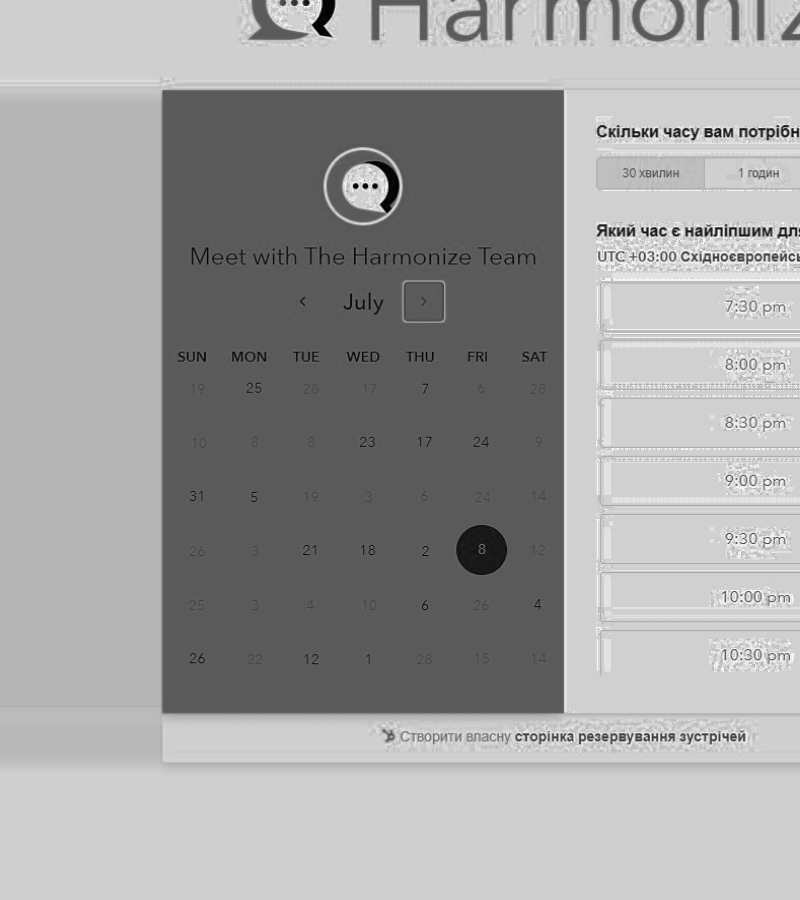 Harmoniz
Meet with The Harmonize Team
July
SUN MON TUE WED THU FRI SAT
19 25 28 17 7 6 28
10 8 8 23 17 24 9
31 5 19 3 6 24 14
26 3 21 18 2 8 12
25 3 4 10 6 26 4
26 22 12 1 28 15 14
Скільки часу вам потрібн
30 хвилин 1 годин
Який час є найліпшим для
UTC +03:00 Східноєвропейсь
7:30 pm
8:00 pm
8:30 pm
9:00 pm
9:30 pm
10:00 pm
10:30 pm
Створити власну сторінка резервування зустрічей